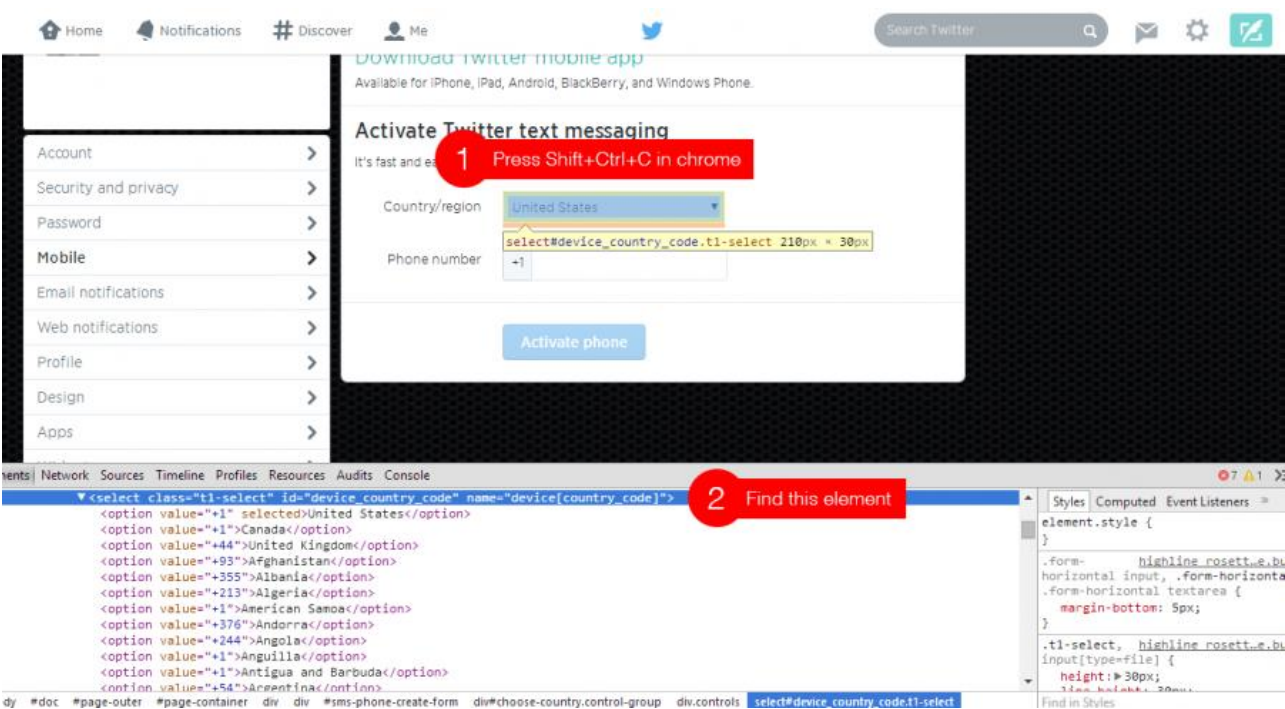 Home Notifications Discover Me Search Twitter
Download Twitter mobile app
Available for iPhone, iPad, Android, BlackBerry, and Windows Phone.
Activate Twitter text messaging
It's fast and
1 Press Shift+Ctrl+C in chrome
Account
Security and privacy
Password
Mobile
Email notifications
Web notifications
Profile
Design
Apps
Country/region United States
select#device_country_code.t1-select 210px × 30px
Phone number +1
Activate phone
Network Sources Timeline Profiles Resources Audits Console 7 1
2 Find this element
▼<select class="t1-select" id="device_country_code" name="device[country_code]">
<option value="+1" selected>United States</option>
<option value="+1">Canada</option>
<option value="+44">United Kingdom</option>
<option value="+93">Afghanistan</option>
<option value="+355">Albania</option>
<option value="+213">Algeria</option>
<option value="+1">American Samoa</option>
<option value="+376">Andorra</option>
<option value="+244">Angola</option>
<option value="+1">Anguilla</option>
<option value="+1">Antigua and Barbuda</option>
<option value="+54">Argentina</option>
Styles Computed Event Listeners »
element.style {
}
.form- highline_rosett…e.bu
horizontal input, .form-horizonta
.form-horizontal textarea {
margin-bottom: 5px;
}
.t1-select, highline_rosett…e.bu
input[type=file] {
height:▶30px;
line-height: 30px;
dy #doc #page-outer #page-container div div #sms-phone-create-form div#choose-country.control-group div.controls select#device_country_code.t1-select
Find in Styles